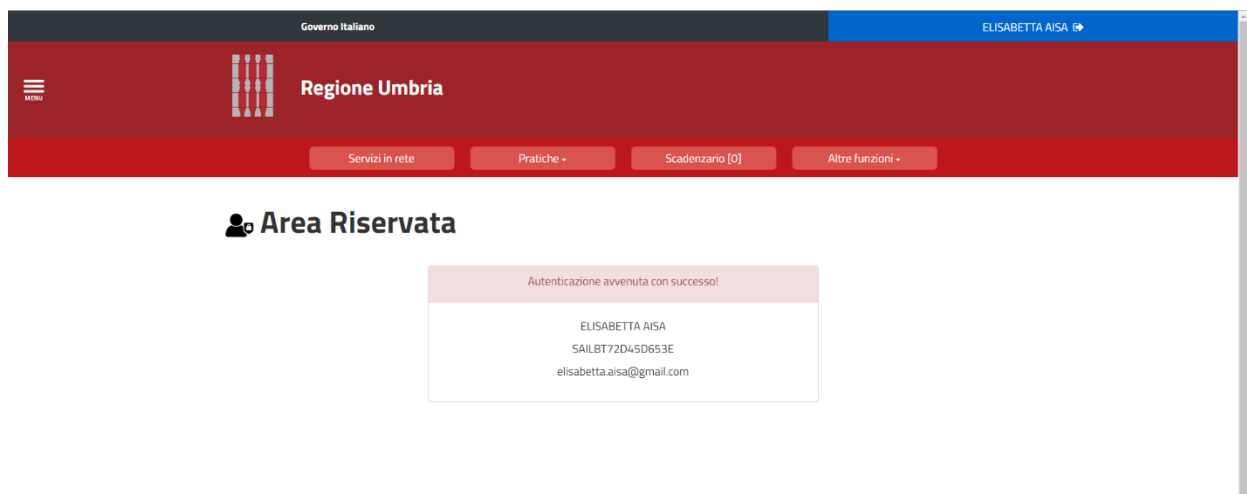 Governo Italiano
ELISABETTA AISA
MENU
Regione Umbria
Servizi in rete
Pratiche
Scadenzario [0]
Altre funzioni
Area Riservata
Autenticazione avvenuta con successo!
ELISABETTA AISA
SAILBT72D45D653E
elisabetta.aisa@gmail.com